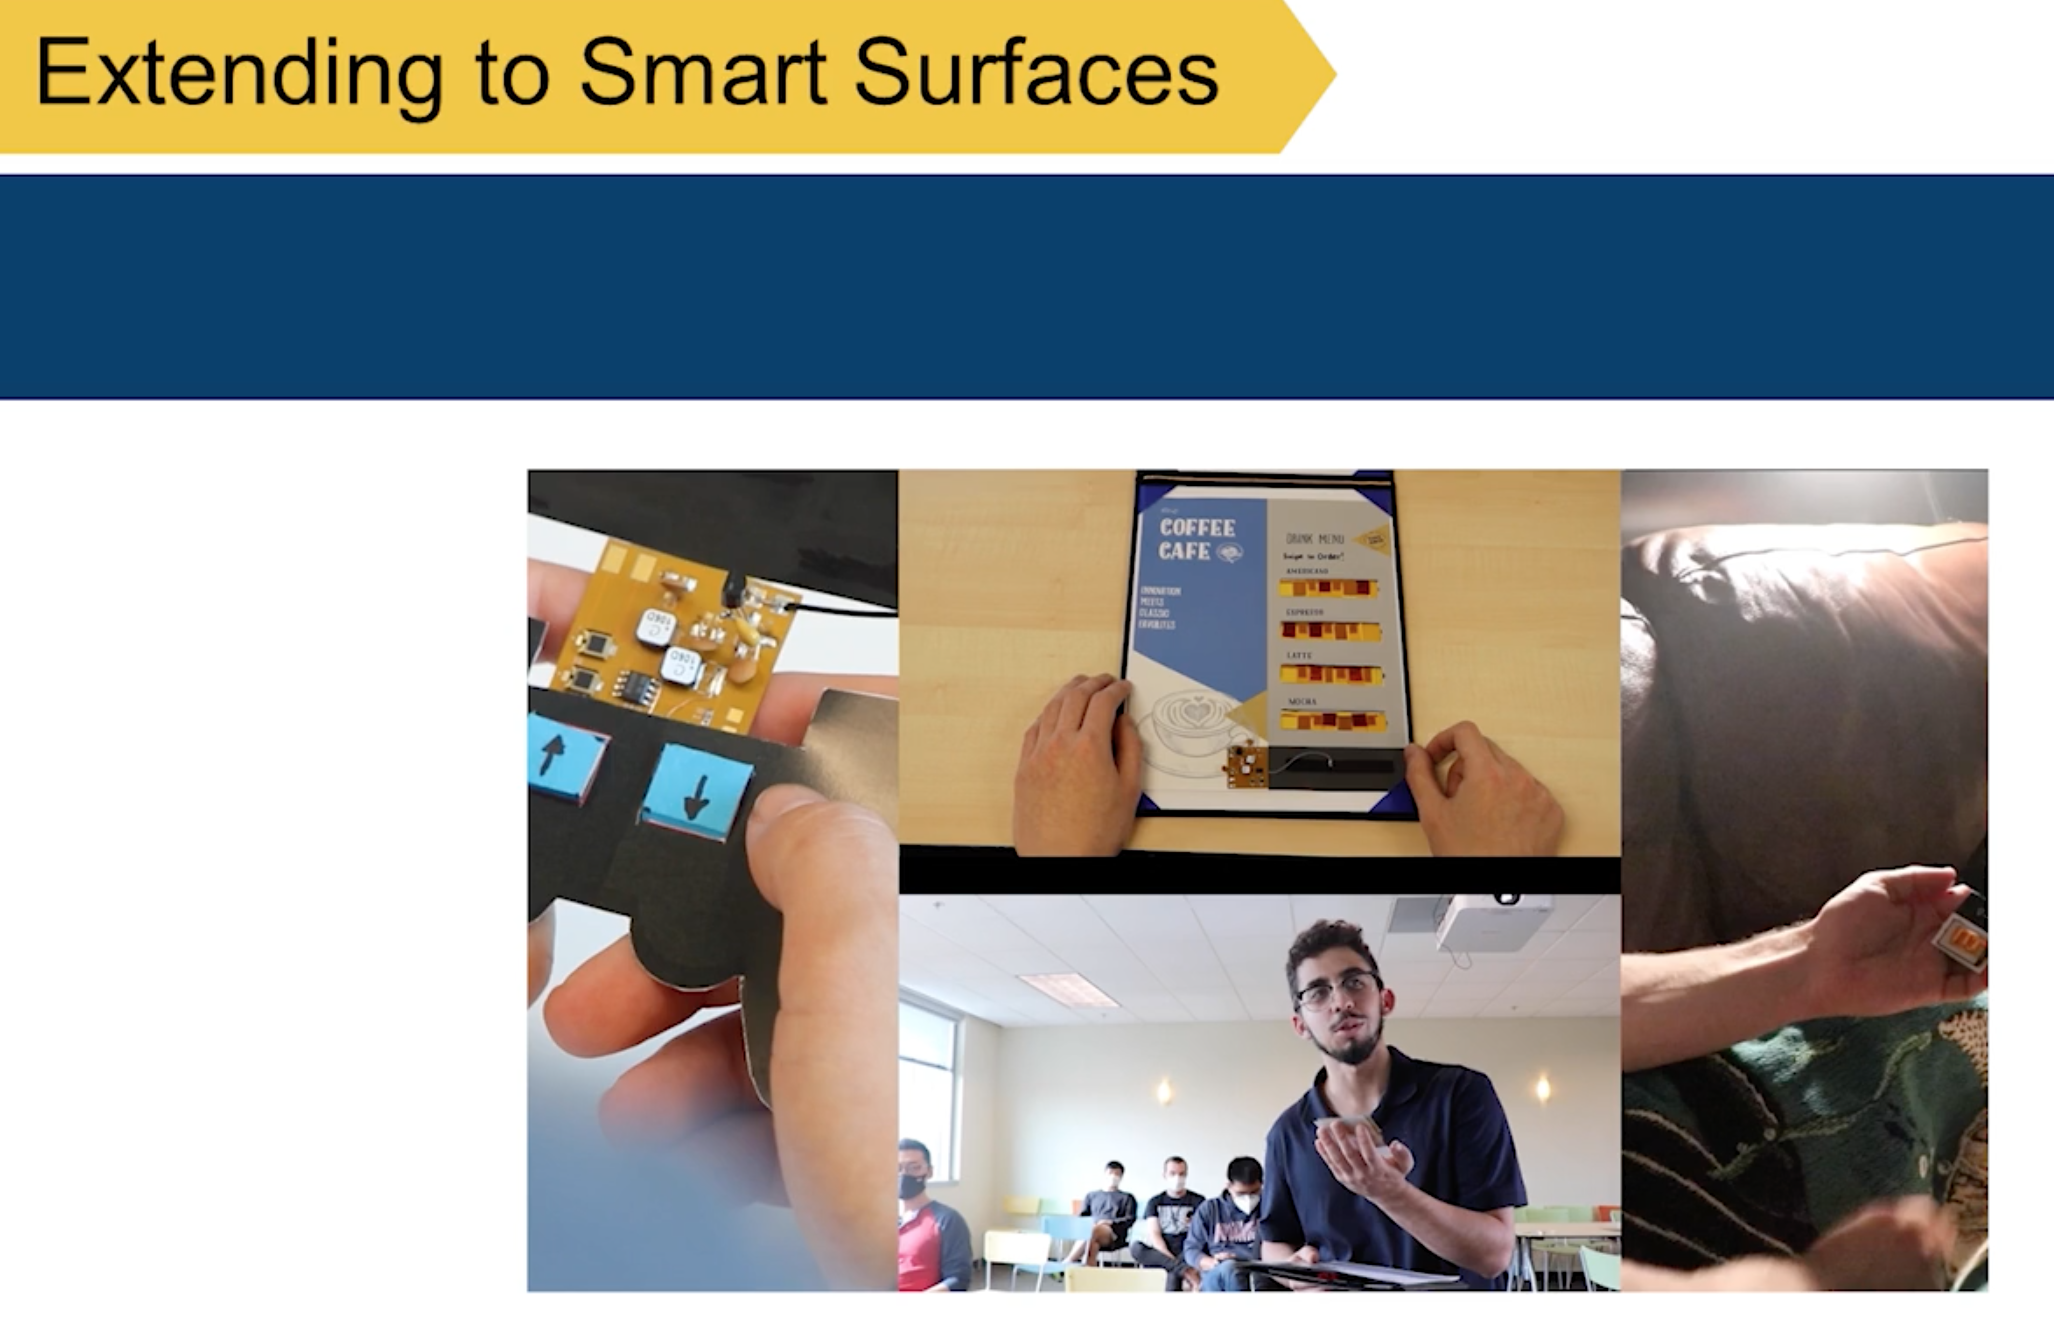 Extending to Smart Surfaces
COFFEE
CAFE
INNOVATION
MEETS
CLASSIC
FAVORITES
DRINK MENU
Swipe to Order!
AMERICANO
ESPRESSO
LATTE
MOCHA